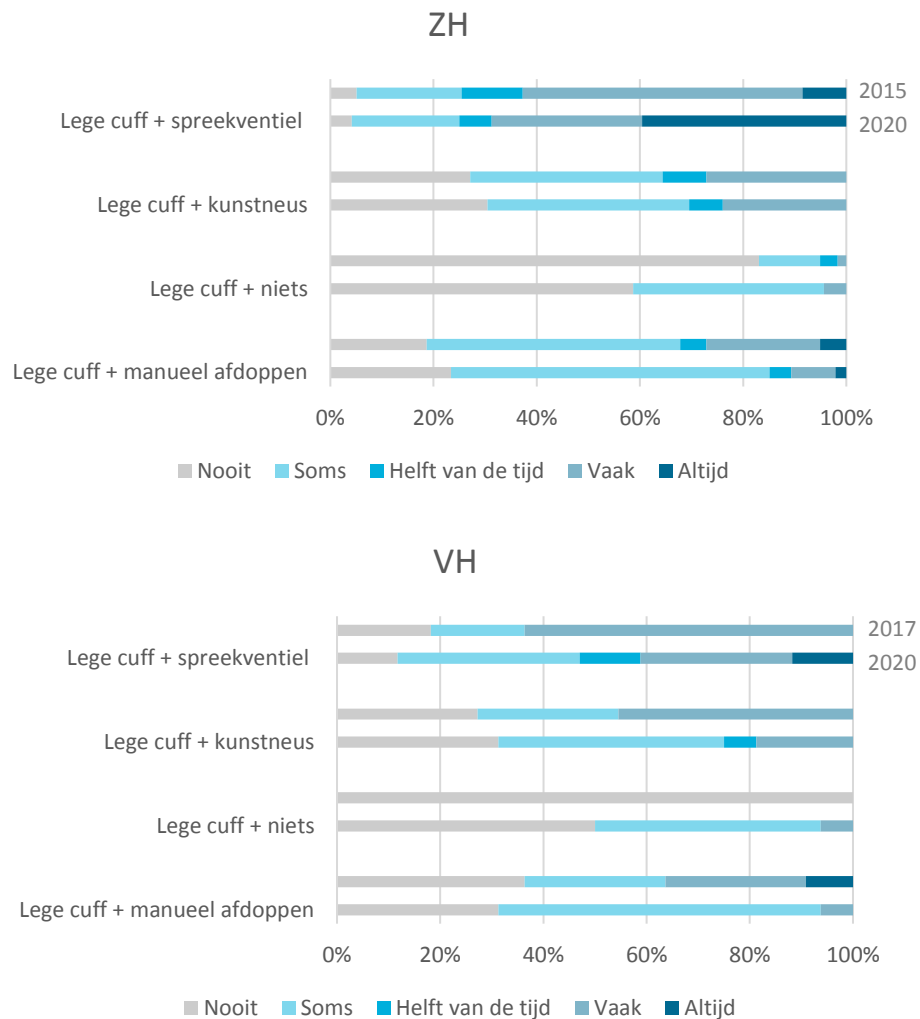 ZH
2015
Lege cuff + spreekventiel
2020
Lege cuff + kunstneus
Lege cuff + niets
Lege cuff + manueel afdoppen
0% 20% 40% 60% 80% 100%
Nooit Soms Helft van de tijd Vaak Altijd
VH
2017
Lege cuff + spreekventiel
2020
Lege cuff + kunstneus
Lege cuff + niets
Lege cuff + manueel afdoppen
0% 20% 40% 60% 80% 100%
Nooit Soms Helft van de tijd Vaak Altijd